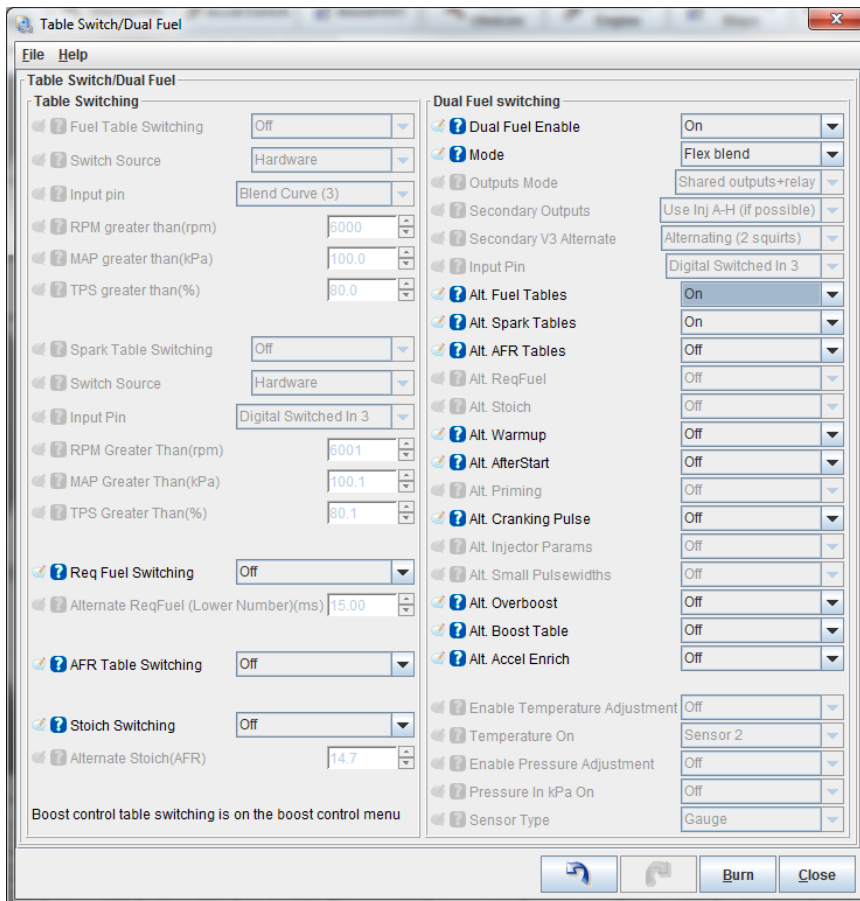 Table Switch/Dual Fuel
File Help
Table Switch/Dual Fuel
Table Switching
Fuel Table Switching Off
Switch Source Hardware
Input pin Blend Curve (3)
RPM greater than(rpm) 6000
MAP greater than(kPa) 100.0
TPS greater than(%) 80.0
Spark Table Switching Off
Switch Source Hardware
Input Pin Digital Switched In 3
RPM Greater Than(rpm) 6001
MAP Greater Than(kPa) 100.1
TPS Greater Than(%) 80.1
Req Fuel Switching Off
Alternate ReqFuel (Lower Number)(ms) 15.00
AFR Table Switching Off
Stoich Switching Off
Alternate Stoich(AFR) 14.7
Boost control table switching is on the boost control menu
Dual Fuel switching
Dual Fuel Enable On
Mode Flex blend
Outputs Mode Shared outputs+relay
Secondary Outputs Use Inj A-H (if possible)
Secondary V3 Alternate Alternating (2 squirts)
Input Pin Digital Switched In 3
Alt. Fuel Tables On
Alt. Spark Tables On
Alt. AFR Tables Off
Alt. ReqFuel Off
Alt. Stoich Off
Alt. Warmup Off
Alt. AfterStart Off
Alt. Priming Off
Alt. Cranking Pulse Off
Alt. Injector Params Off
Alt. Small Pulsewidths Off
Alt. Overboost Off
Alt. Boost Table Off
Alt. Accel Enrich Off
Enable Temperature Adjustment Off
Temperature On Sensor 2
Enable Pressure Adjustment Off
Pressure In kPa On Off
Sensor Type Gauge
Burn Close